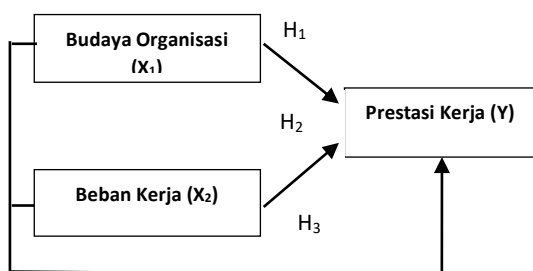 Budaya Organisasi
(X₁)
H₁
Prestasi Kerja (Y)
H₂
Beban Kerja (X₂)
H₃